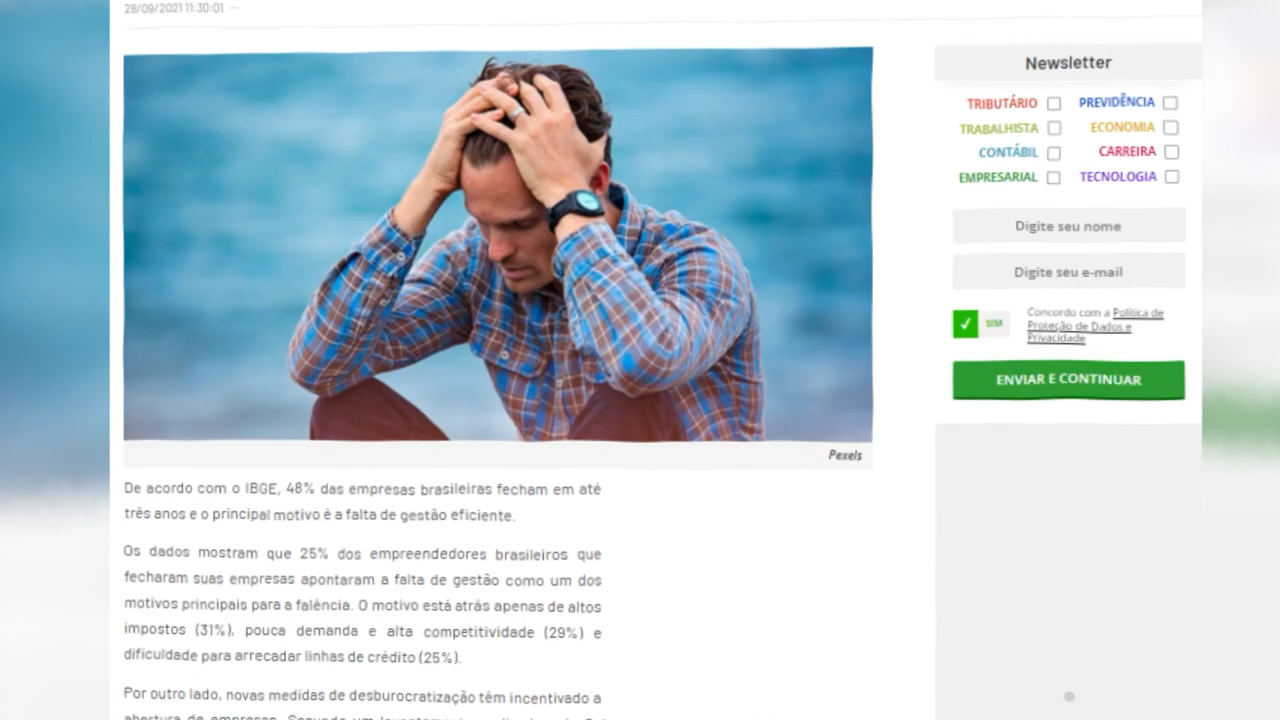 28/09/2021 11:30:01
Newsletter
TRIBUTÁRIO PREVIDÊNCIA
TRABALHISTA ECONOMIA
CONTÁBIL CARREIRA
EMPRESARIAL TECNOLOGIA
Digite seu nome
Digite seu e-mail
SIM
Concordo com a Política de
Proteção de Dados e
Privacidade
ENVIAR E CONTINUAR
Pexels
De acordo com o IBGE, 48% das empresas brasileiras fecham em até
três anos e o principal motivo é a falta de gestão eficiente.
Os dados mostram que 25% dos empreendedores brasileiros que
fecharam suas empresas apontaram a falta de gestão como um dos
motivos principais para a falência. O motivo está atrás apenas de altos
impostos (31%), pouca demanda e alta competitividade (29%) e
dificuldade para arrecadar linhas de crédito (25%).
Por outro lado, novas medidas de desburocratização têm incentivado a
abertura de empresas. Segundo um